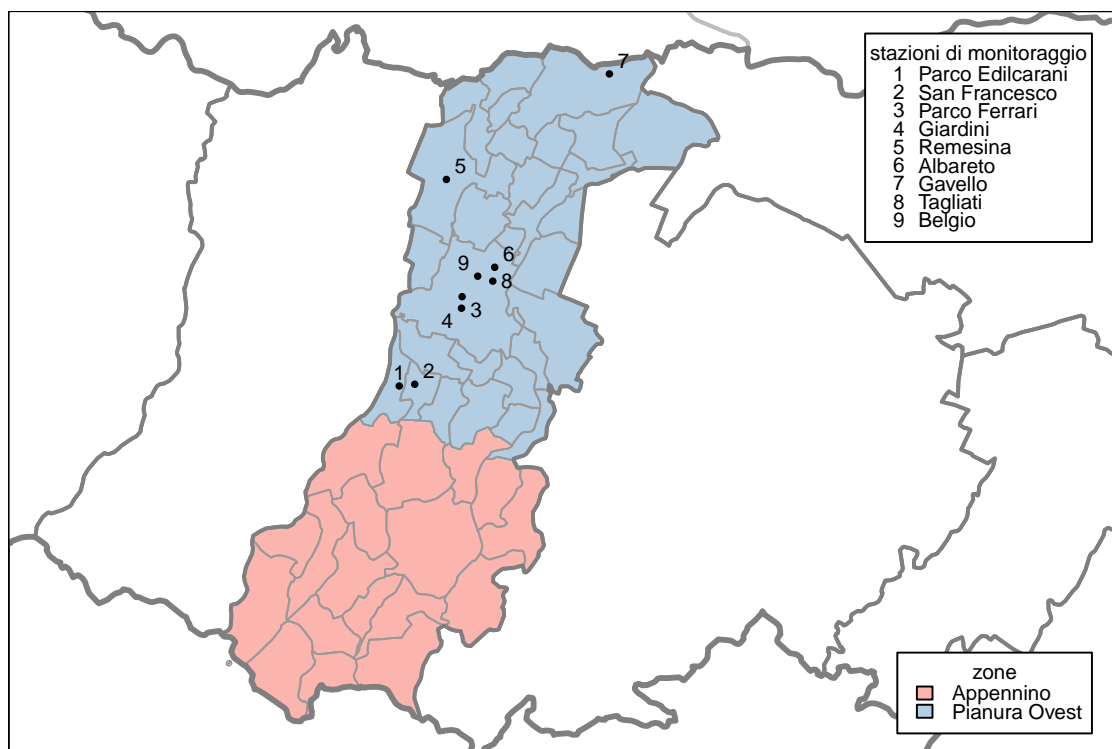 7
5
6
9
8
3
4
1
2
stazioni di monitoraggio
1 Parco Edilcarani
2 San Francesco
3 Parco Ferrari
4 Giardini
5 Remesina
6 Albareto
7 Gavello
8 Tagliati
9 Belgio
zone
Appennino
Pianura Ovest